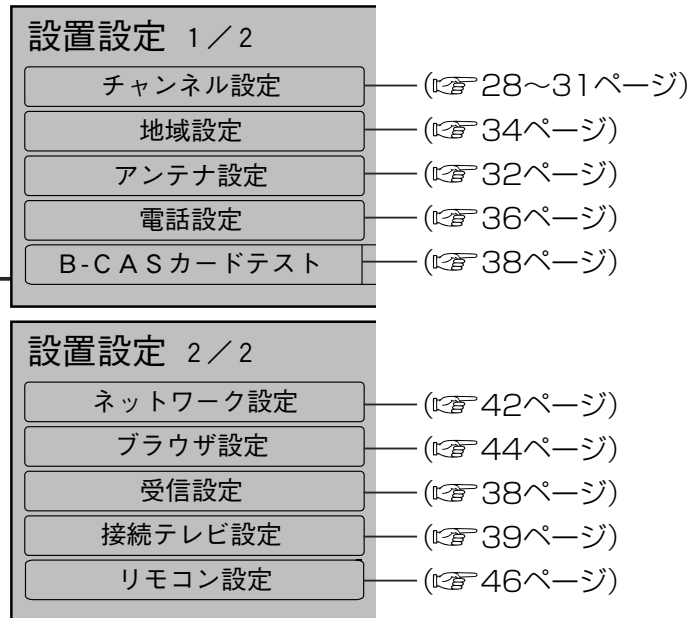 設置設定 1／2
チャンネル設定 (☞28〜31ページ)
地域設定 (☞34ページ)
アンテナ設定 (☞32ページ)
電話設定 (☞36ページ)
B-CASカードテスト (☞38ページ)
設置設定 2／2
ネットワーク設定 (☞42ページ)
ブラウザ設定 (☞44ページ)
受信設定 (☞38ページ)
接続テレビ設定 (☞39ページ)
リモコン設定 (☞46ページ)